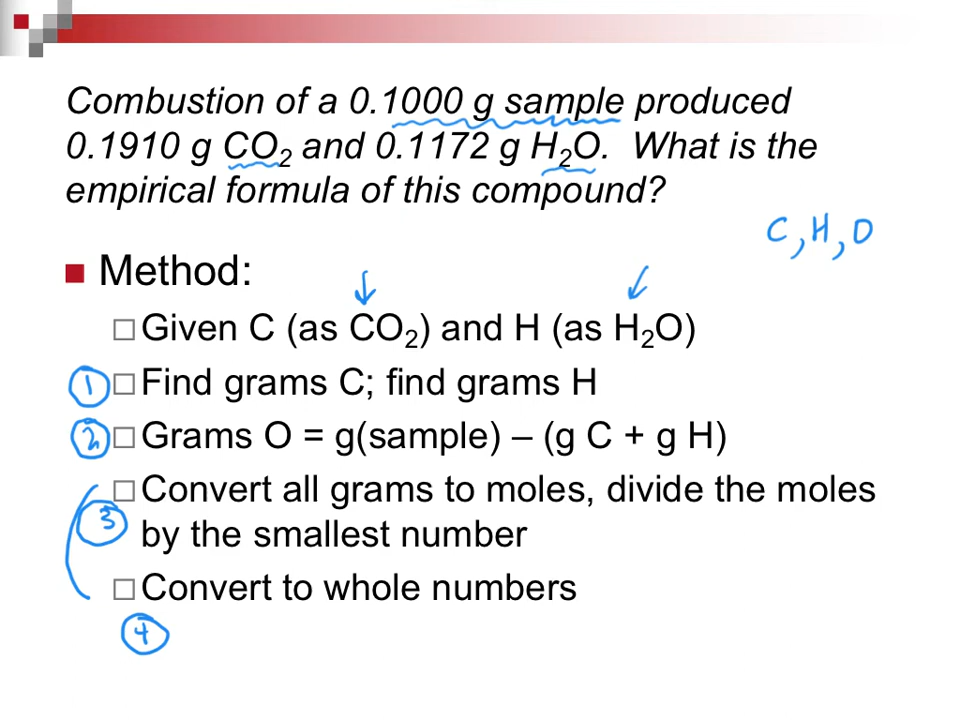 Combustion of a 0.1000 g sample produced
0.1910 g CO₂ and 0.1172 g H₂O. What is the
empirical formula of this compound?
C, H, O
Method:
Given C (as CO₂) and H (as H₂O)
1 Find grams C; find grams H
2 Grams O = g(sample) – (g C + g H)
Convert all grams to moles, divide the moles
3 by the smallest number
Convert to whole numbers
4